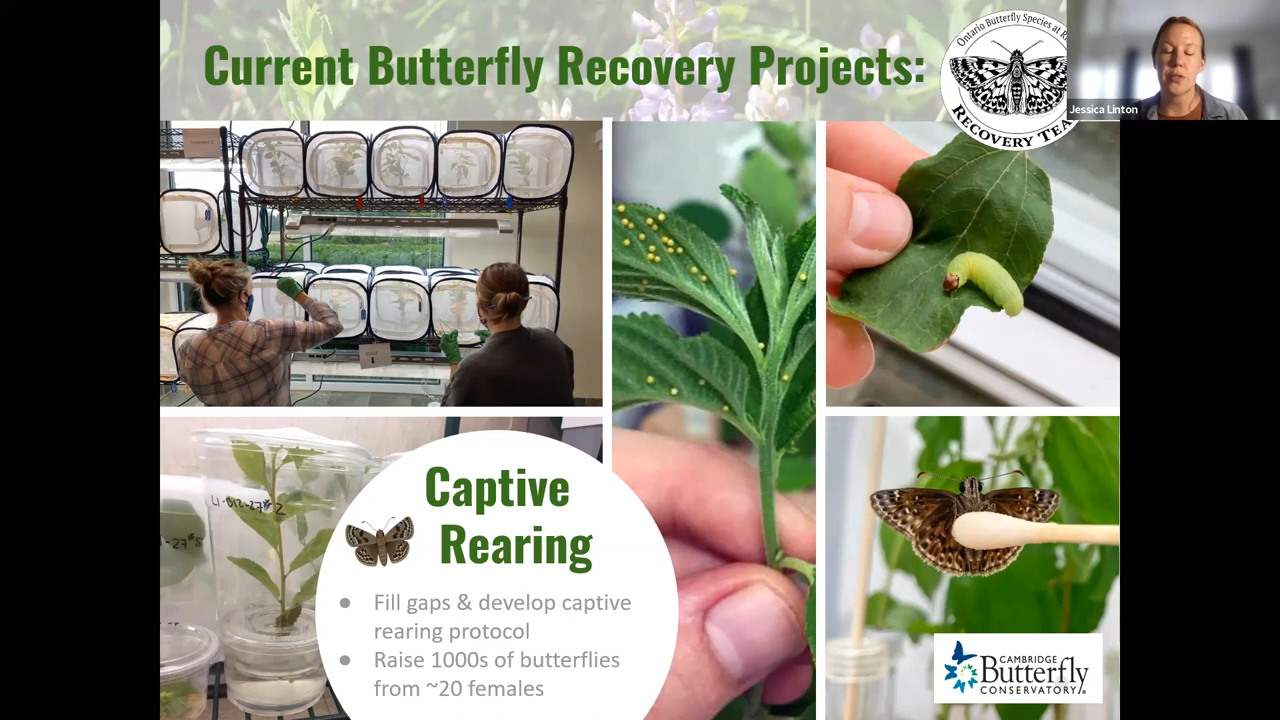 Current Butterfly Recovery Projects:
Ontario Butterfly Species at
RECOVERY
Jessica Linton
Captive
Rearing
● Fill gaps & develop captive
rearing protocol
● Raise 1000s of butterflies
from ~20 females
CAMBRIDGE
Butterfly
CONSERVATORY